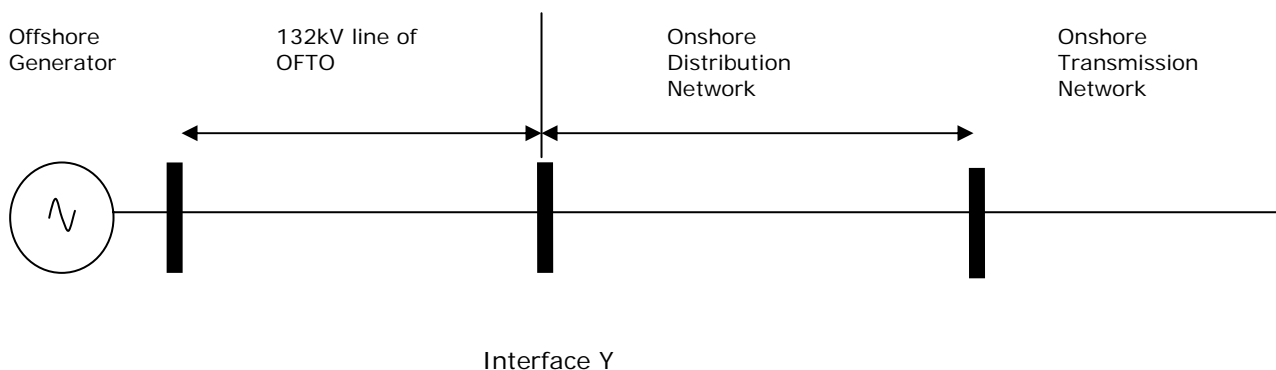 Offshore
Generator
132kV line of
OFTO
Onshore
Distribution
Network
Onshore
Transmission
Network
Interface Y